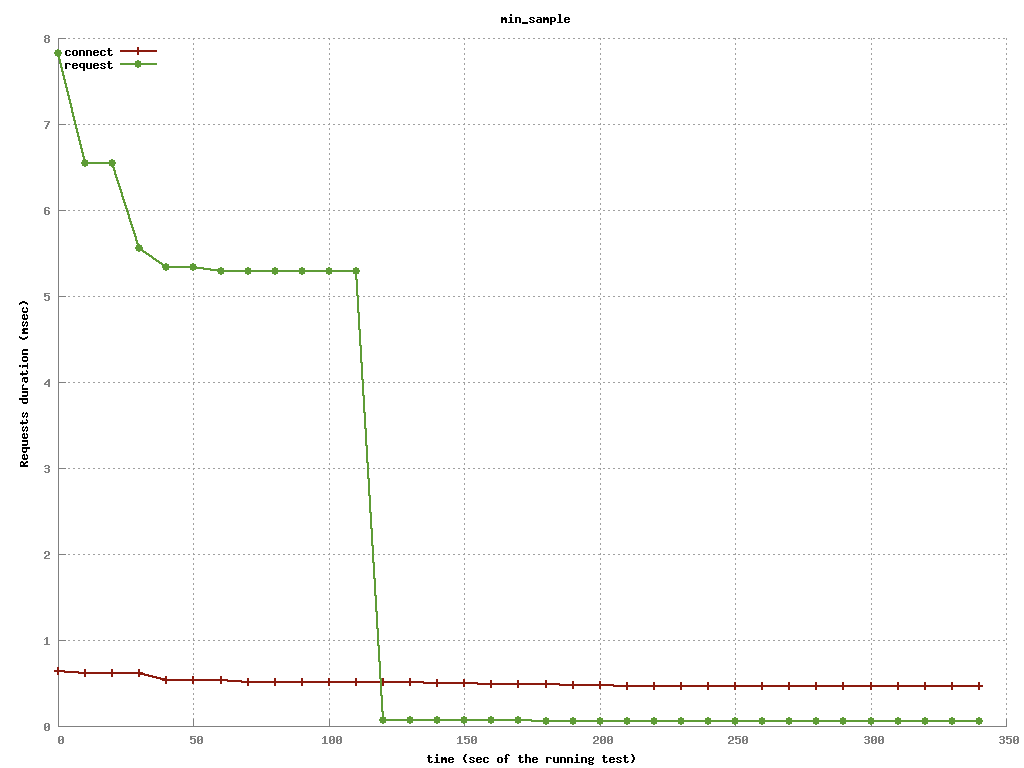 min_sample
connect
request
8
7
6
5
4
3
2
1
0
Requests duration (msec)
0 50 100 150 200 250 300 350
time (sec of the running test)